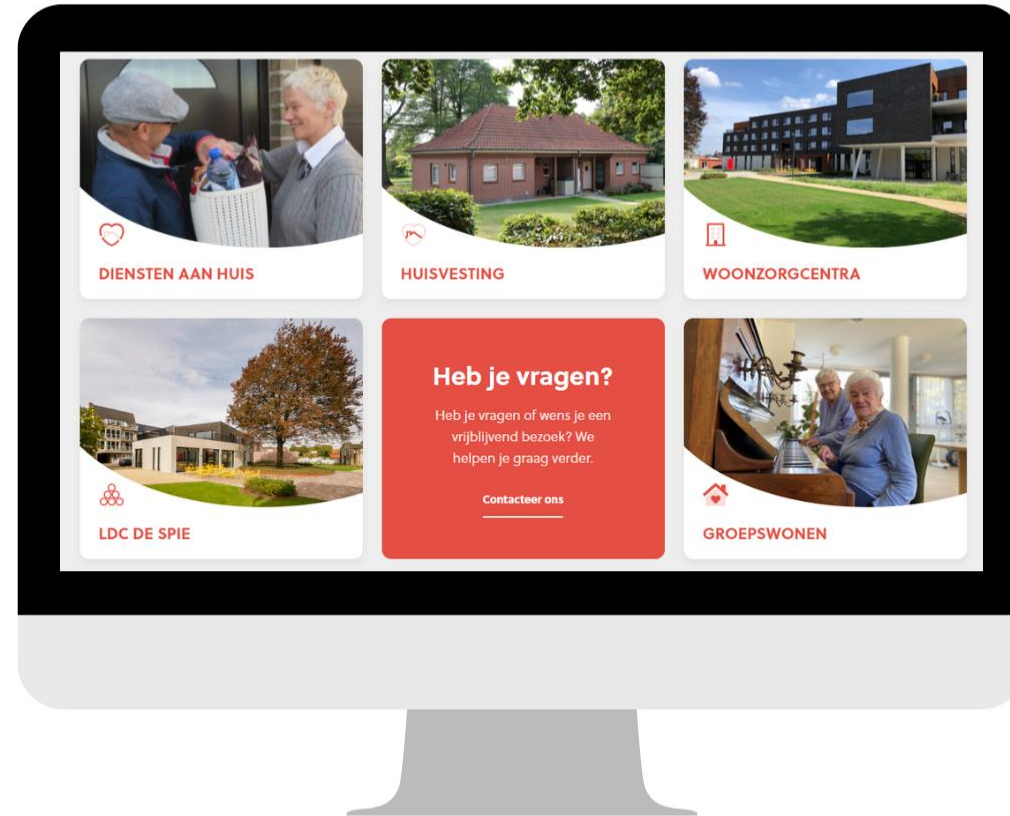 DIENSTEN AAN HUIS
HUISVESTING
WOONZORGCENTRA
LDC DE SPIE
Heb je vragen?
Heb je vragen of wens je een
vrijblijvend bezoek? We
helpen je graag verder.
Contacteer ons
GROEPSWONEN